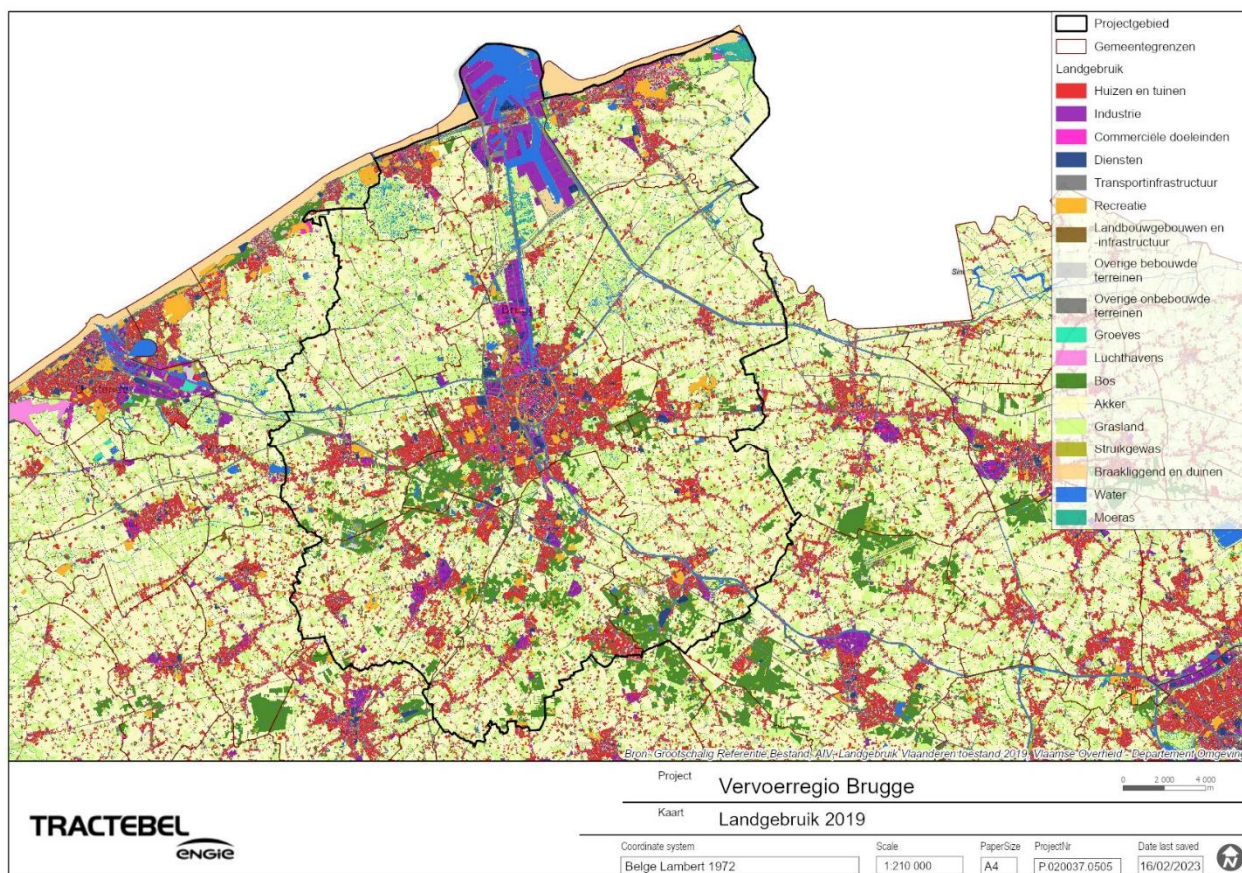 Projectgebied
Gemeentegrenzen
Landgebruik
Huizen en tuinen
Industrie
Commerciële doeleinden
Diensten
Transportinfrastructuur
Recreatie
Landbouwgebouwen en
-infrastructuur
Overige bebouwde
terreinen
Overige onbebouwde
terreinen
Groeves
Luchthavens
Bos
Akker
Grasland
Struikgewas
Braakliggend en duinen
Water
Moeras
Bron: Grootschalig Referentie Bestand, AIV; Landgebruik Vlaanderen toestand 2019, Vlaamse Overheid - Departement Omgeving
Project
Vervoerregio Brugge
0 2 000 4 000
m
Kaart
Landgebruik 2019
TRACTEBEL
ENGIE
Coordinate system
Scale
PaperSize
ProjectNr
Date last saved
Belge Lambert 1972
1:210 000
A4
P.020037.0505
16/02/2023
N